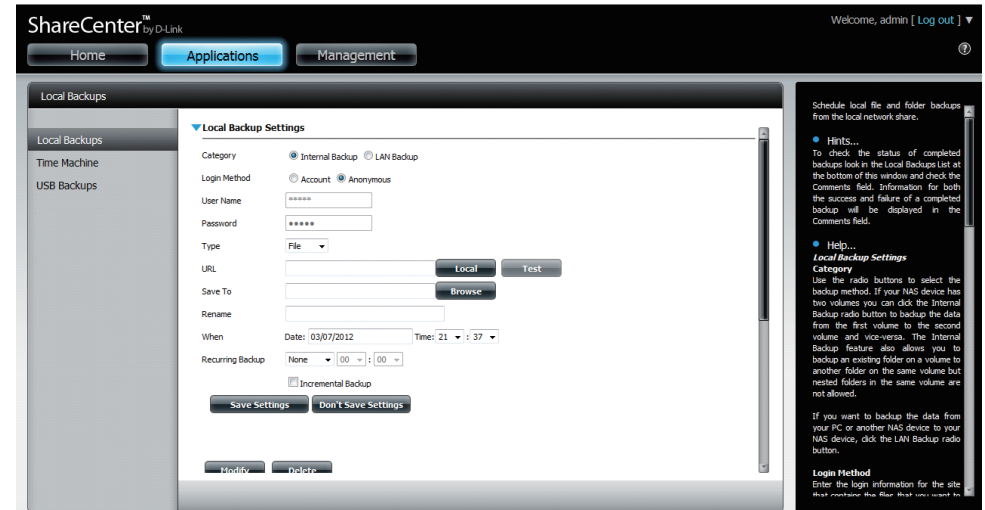 ShareCenter™ by D-Link
Welcome, admin [ Log out ] ▼
Home
Applications
Management
?
Local Backups
Local Backups
Time Machine
USB Backups
▼Local Backup Settings
Category Internal Backup LAN Backup
Login Method Account Anonymous
User Name *****
Password •••••
Type File
URL Local Test
Save To Browse
Rename
When Date: 03/07/2012 Time: 21 : 37
Recurring Backup None 00 : 00
Incremental Backup
Save Settings Don't Save Settings
Modify Delete
Schedule local file and folder backups
from the local network share.
● Hints...
To check the status of completed
backups look in the Local Backups List at
the bottom of this window and check the
Comments field. Information for both
the success and failure of a completed
backup will be displayed in the
Comments field.
● Help...
Local Backup Settings
Category
Use the radio buttons to select the
backup method. If your NAS device has
two volumes you can click the Internal
Backup radio button to backup the data
from the first volume to the second
volume and vice-versa. The Internal
Backup feature also allows you to
backup an existing folder on a volume to
another folder on the same volume but
nested folders in the same volume are
not allowed.
If you want to backup the data from
your PC or another NAS device to your
NAS device, click the LAN Backup radio
button.
Login Method
Enter the login information for the site
that contains the files that you want to